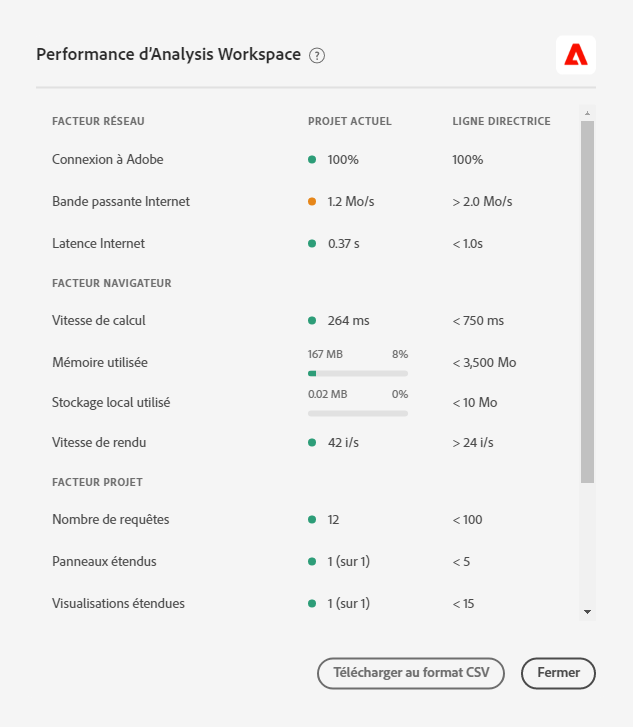 Performance d'Analysis Workspace ?
FACTEUR RÉSEAU PROJET ACTUEL LIGNE DIRECTRICE
Connexion à Adobe 100% 100%
Bande passante Internet 1.2 Mo/s > 2.0 Mo/s
Latence Internet 0.37 s < 1.0s
FACTEUR NAVIGATEUR
Vitesse de calcul 264 ms < 750 ms
Mémoire utilisée 167 MB 8% < 3,500 Mo
Stockage local utilisé 0.02 MB 0% < 10 Mo
Vitesse de rendu 42 i/s > 24 i/s
FACTEUR PROJET
Nombre de requêtes 12 < 100
Panneaux étendus 1 (sur 1) < 5
Visualisations étendues 1 (sur 1) < 15
Télécharger au format CSV Fermer